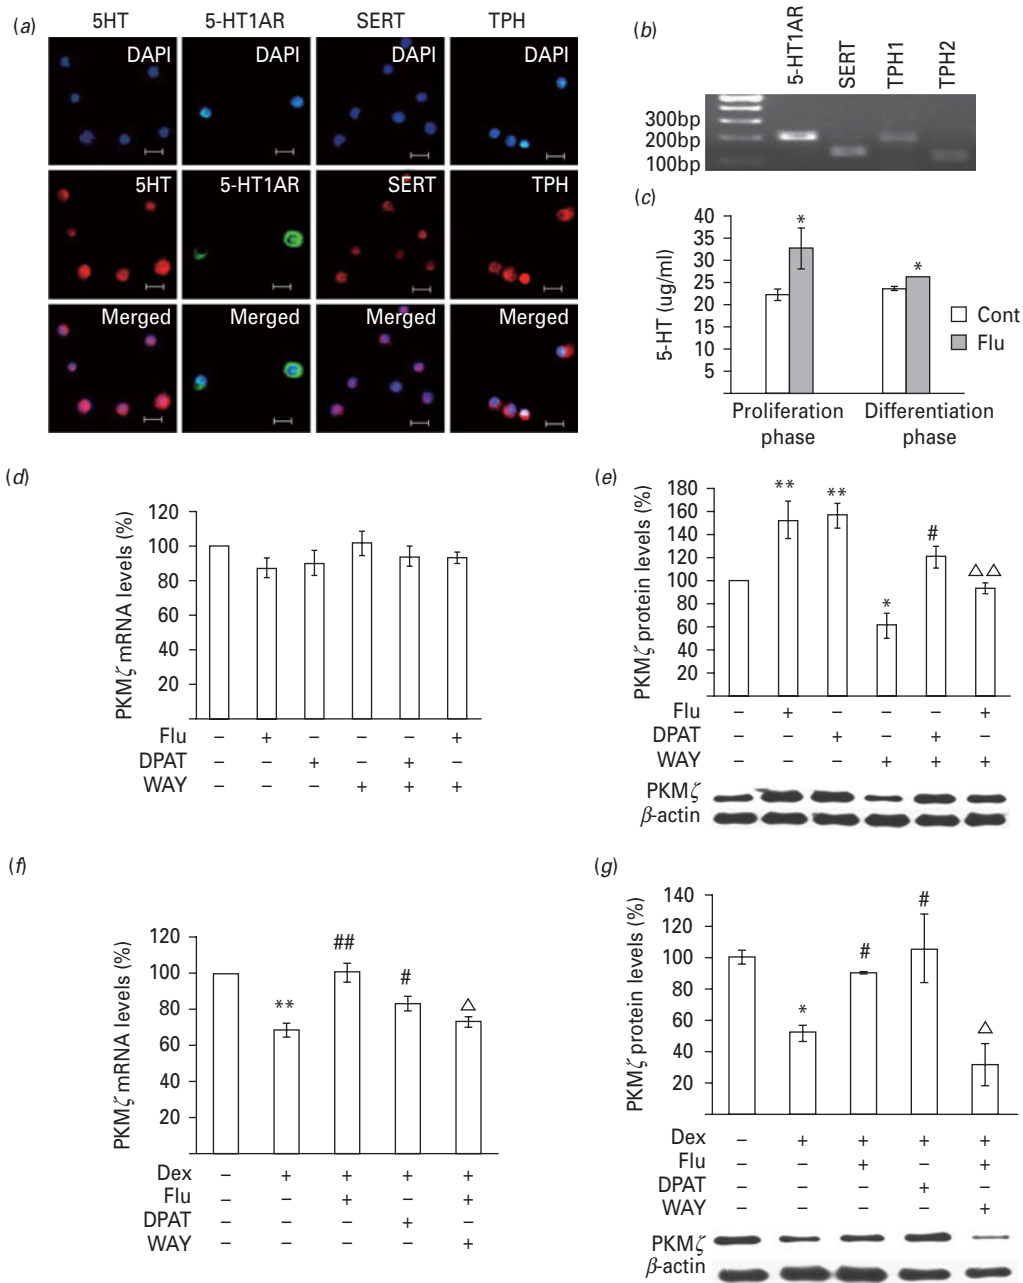 (a)
5HT 5-HT1AR SERT TPH
DAPI DAPI DAPI DAPI
5HT 5-HT1AR SERT TPH
Merged Merged Merged Merged
(b)
5-HT1AR SERT TPH1 TPH2
300bp
200bp
100bp
(c)
5-HT (ug/ml)
40
35
30
25
20
15
10
5
* *
Cont
Flu
Proliferation phase
Differentiation phase
(d)
PKMζ mRNA levels (%)
120
100
80
60
40
20
Flu – + – – – +
DPAT – – + – + –
WAY – – – + + +
(e)
PKMζ protein levels (%)
180
160
140
120
100
80
60
40
20
** ** * # △△
Flu – + – – – +
DPAT – – + – + –
WAY – – – + + +
PKMζ
β-actin
(f)
PKMζ mRNA levels (%)
120
100
80
60
40
20
** ## # △
Dex – + + + +
Flu – – + – +
DPAT – – – + –
WAY – – – – +
(g)
PKMζ protein levels (%)
140
120
100
80
60
40
20
* # # △
Dex – + + + +
Flu – – + – +
DPAT – – – + –
WAY – – – – +
PKMζ
β-actin